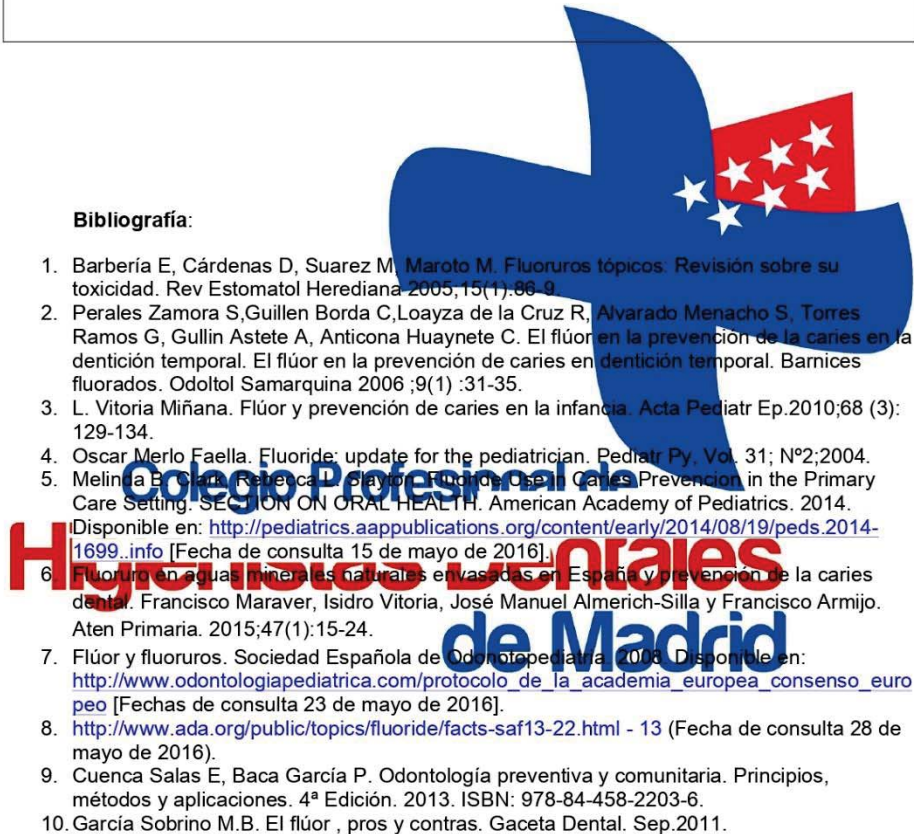 Bibliografía:
1. Barbería E, Cárdenas D, Suarez M, Maroto M. Fluoruros tópicos: Revisión sobre su
toxicidad. Rev Estomatol Herediana 2005;15(1):86-9.
2. Perales Zamora S,Guillen Borda C,Loayza de la Cruz R, Alvarado Menacho S, Torres
Ramos G, Gullin Astete A, Anticona Huaynete C. El flúor en la prevención de la caries en la
dentición temporal. El flúor en la prevención de caries en dentición temporal. Barnices
fluorados. Odoltol Samarquina 2006 ;9(1) :31-35.
3. L. Vitoria Miñana. Flúor y prevención de caries en la infancia. Acta Pediatr Ep.2010;68 (3):
129-134.
4. Oscar Merlo Faella. Fluoride: update for the pediatrician. Pediatr Py, Vol. 31; Nº2;2004.
Colegio Profesinnal de
5. Melinda B. Clark, Rebecca L. Slayton. Fluoride Use in Caries Prevencion in the Primary
Care Setting. SECTION ON ORAL HEALTH. American Academy of Pediatrics. 2014.
Disponible en: http://pediatrics.aappublications.org/content/early/2014/08/19/peds.2014-
1699..info [Fecha de consulta 15 de mayo de 2016].
Higienistas Dentales
6. Fluoruro en aguas minerales naturales envasadas en España y prevención de la caries
dental. Francisco Maraver, Isidro Vitoria, José Manuel Almerich-Silla y Francisco Armijo.
Aten Primaria. 2015;47(1):15-24.
de Madrid
7. Flúor y fluoruros. Sociedad Española de Odonotopediatria. 2008. Disponible en:
http://www.odontologiapediatrica.com/protocolo_de_la_academia_europea_consenso_euro
peo [Fechas de consulta 23 de mayo de 2016].
8. http://www.ada.org/public/topics/fluoride/facts-saf13-22.html - 13 (Fecha de consulta 28 de
mayo de 2016).
9. Cuenca Salas E, Baca García P. Odontología preventiva y comunitaria. Principios,
métodos y aplicaciones. 4ª Edición. 2013. ISBN: 978-84-458-2203-6.
10. García Sobrino M.B. El flúor , pros y contras. Gaceta Dental. Sep.2011.